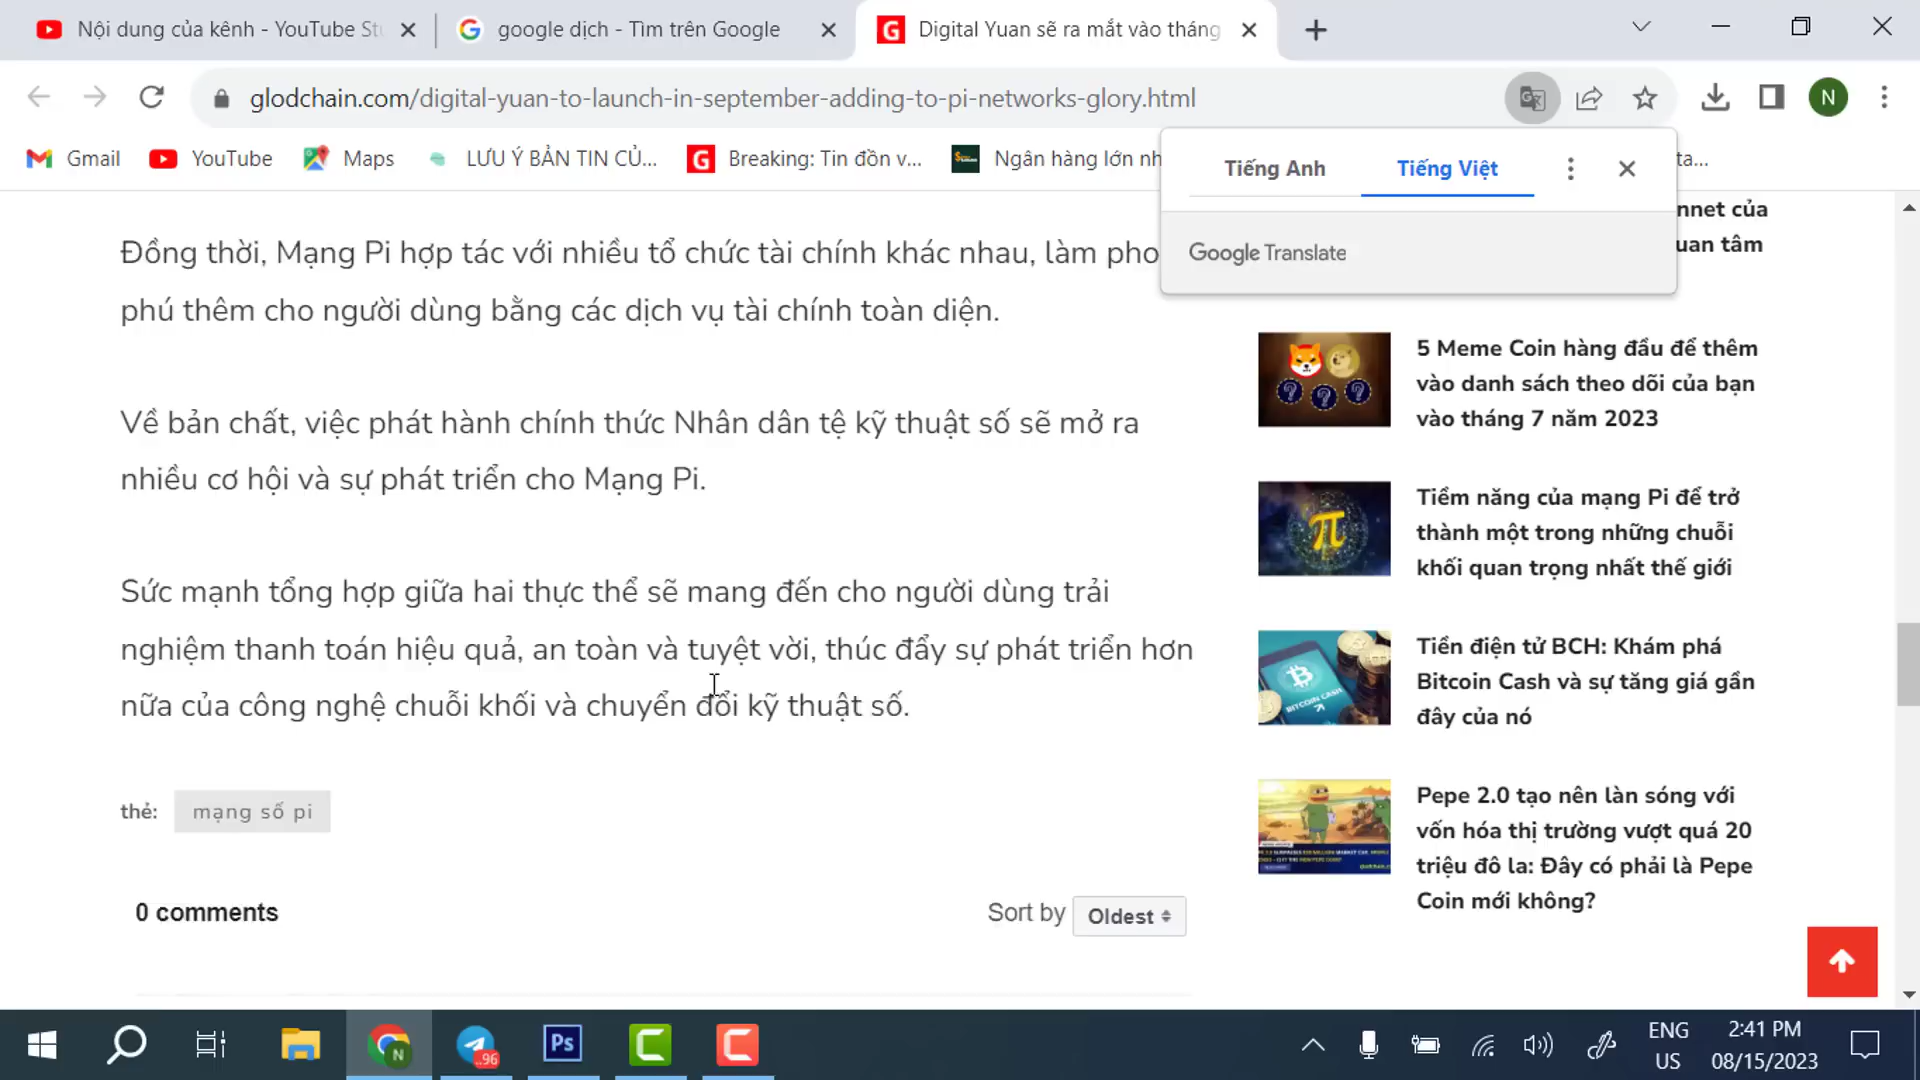 Nội dung của kênh - YouTube Stu
google dịch - Tìm trên Google
Digital Yuan sẽ ra mắt vào tháng
glodchain.com/digital-yuan-to-launch-in-september-adding-to-pi-networks-glory.html
N
Gmail
YouTube
Maps
LƯU Ý BẢN TIN CỦ...
Breaking: Tin đồn v...
Ngân hàng lớn nh
ta...
Tiếng Anh
Tiếng Việt
Google Translate
Đồng thời, Mạng Pi hợp tác với nhiều tổ chức tài chính khác nhau, làm pho
phú thêm cho người dùng bằng các dịch vụ tài chính toàn diện.
Về bản chất, việc phát hành chính thức Nhân dân tệ kỹ thuật số sẽ mở ra
nhiều cơ hội và sự phát triển cho Mạng Pi.
Sức mạnh tổng hợp giữa hai thực thể sẽ mang đến cho người dùng trải
nghiệm thanh toán hiệu quả, an toàn và tuyệt vời, thúc đẩy sự phát triển hơn
nữa của công nghệ chuỗi khối và chuyển đổi kỹ thuật số.
thẻ:
mạng số pi
0 comments
Sort by
Oldest
nnet của
uan tâm
5 Meme Coin hàng đầu để thêm
vào danh sách theo dõi của bạn
vào tháng 7 năm 2023
Tiềm năng của mạng Pi để trở
thành một trong những chuỗi
khối quan trọng nhất thế giới
BITCOIN CASH
Tiền điện tử BCH: Khám phá
Bitcoin Cash và sự tăng giá gần
đây của nó
Pepe 2.0 tạo nên làn sóng với
vốn hóa thị trường vượt quá 20
triệu đô la: Đây có phải là Pepe
Coin mới không?
N
..96
Ps
ENG
US
2:41 PM
08/15/2023